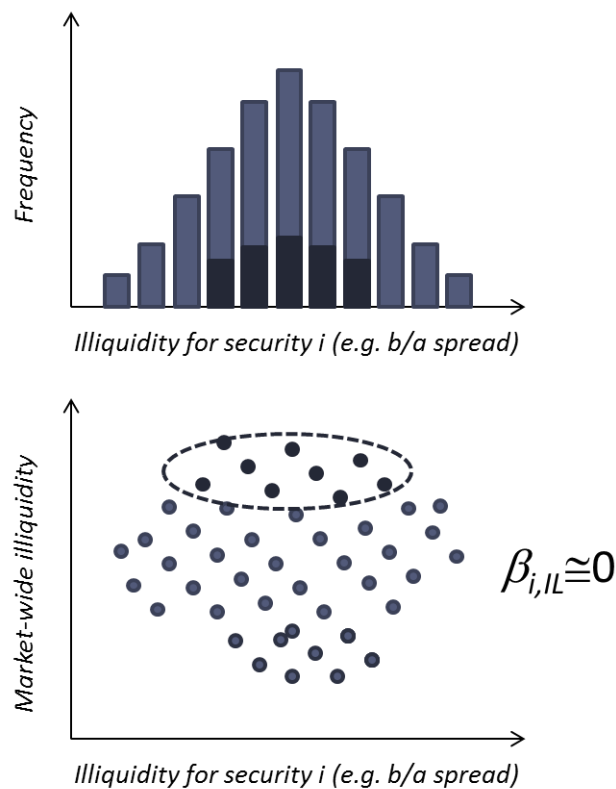 Frequency
Illiquidity for security i (e.g. b/a spread)
Market-wide illiquidity
β_{i,IL}≅0
Illiquidity for security i (e.g. b/a spread)